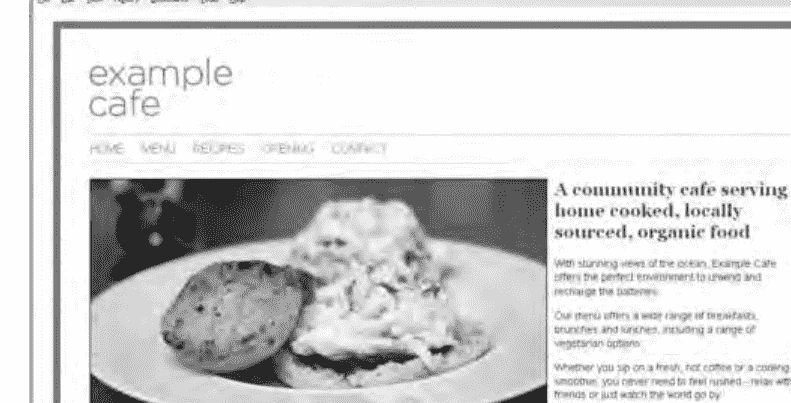 example
cafe
HOME MENU RECIPES OPENING CONTACT
A community cafe serving
home cooked, locally
sourced, organic food
With stunning views of the ocean, Example Cafe
offers the perfect environment to unwind and
recharge the batteries.
Our menu offers a wide range of breakfasts,
brunches and lunches, including a range of
vegetarian options.
Whether you sip on a fresh, hot coffee or a cooling
smoothie, you never need to feel rushed - relax with
friends or just watch the world go by.